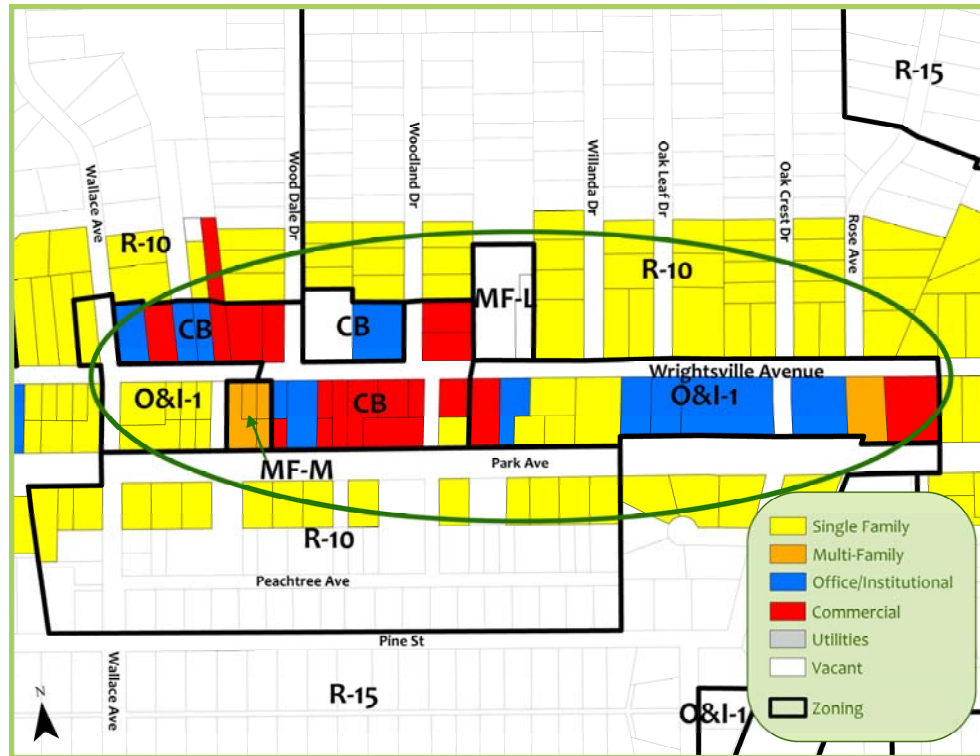 R-15
Wallace Ave
Wood Dale Dr
Woodland Dr
Willanda Dr
Oak Leaf Dr
Oak Crest Dr
Rose Ave
R-10
R-10
MF-L
CB
CB
Wrightsville Avenue
O&I-1
CB
O&I-1
MF-M
Park Ave
R-10
Peachtree Ave
Pine St
Wallace Ave
R-15
O&I-1
N
Single Family
Multi-Family
Office/Institutional
Commercial
Utilities
Vacant
Zoning